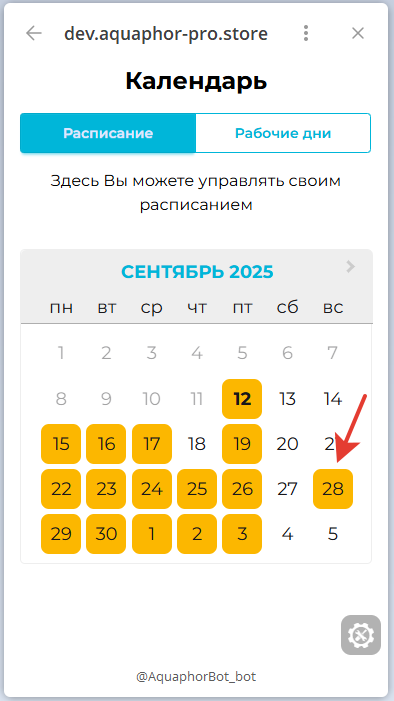 dev.aquaphor-pro.store
Календарь
Расписание Рабочие дни
Здесь Вы можете управлять своим
расписанием
СЕНТЯБРЬ 2025
пн вт ср чт пт сб вс
1 2 3 4 5 6 7
8 9 10 11 12 13 14
15 16 17 18 19 20
22 23 24 25 26 27 28
29 30 1 2 3 4 5
@AquaphorBot_bot